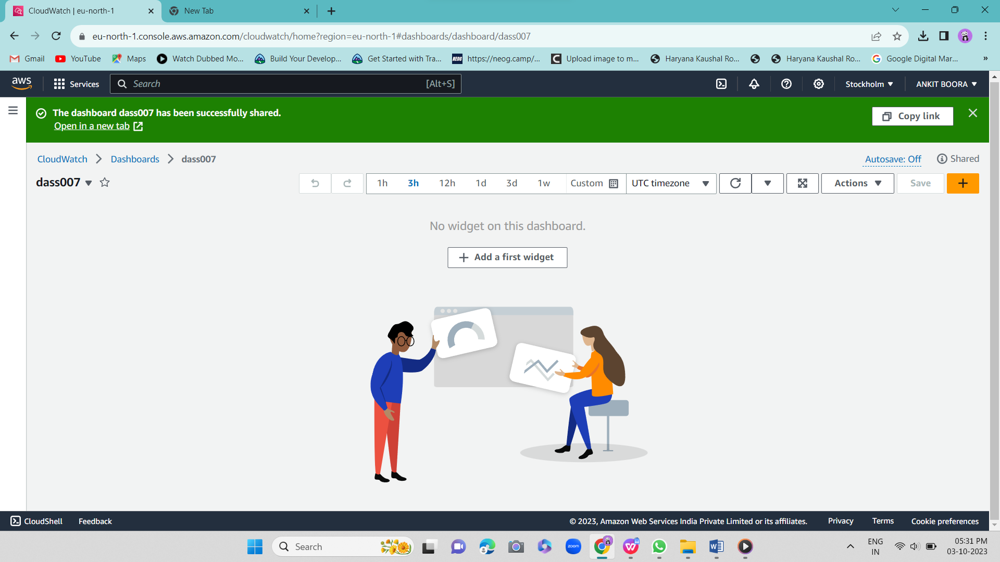 CloudWatch | eu-north-1
New Tab
eu-north-1.console.aws.amazon.com/cloudwatch/home?region=eu-north-1#dashboards/dashboard/dass007
Gmail
YouTube
Maps
Watch Dubbed Mo...
Build Your Develop...
Get Started with Tra...
NEOG
https://neog.camp/...
Upload image to m...
Haryana Kaushal Ro...
Haryana Kaushal Ro...
Google Digital Mar...
»
aws
Services
Search
[Alt+S]
Stockholm
ANKIT BOORA
The dashboard dass007 has been successfully shared.
Open in a new tab
Copy link
CloudWatch
Dashboards
dass007
Autosave: Off
Shared
dass007
1h
3h
12h
1d
3d
1w
Custom
UTC timezone
Actions
Save
No widget on this dashboard.
Add a first widget
CloudShell
Feedback
© 2023, Amazon Web Services India Private Limited or its affiliates.
Privacy
Terms
Cookie preferences
Search
zoom
ENG
IN
05:31 PM
03-10-2023